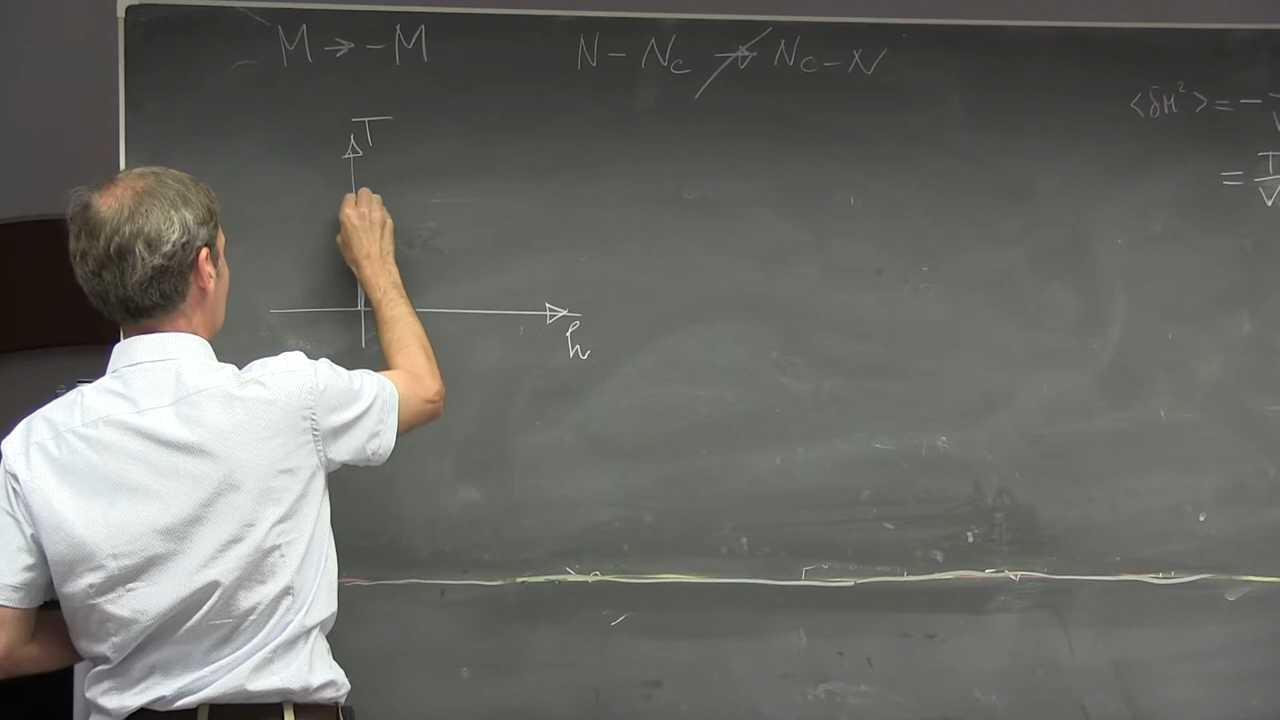 M → -M
N - N_c ↛ N_c - N
T
h
<δM²> = -
= T/V